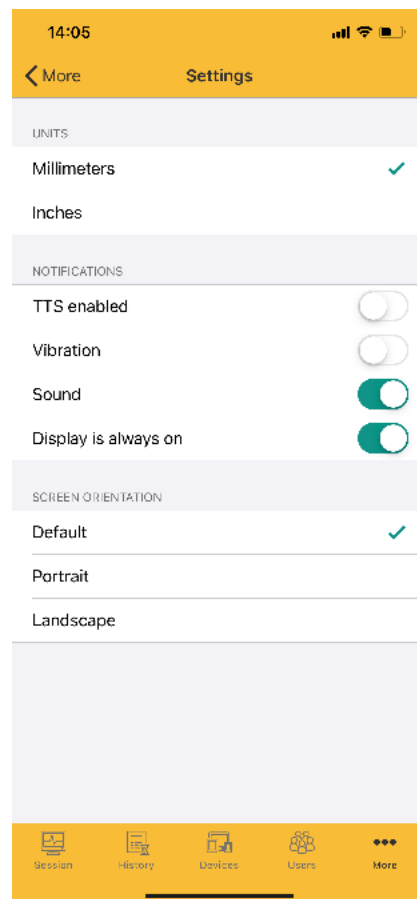 14:05
More Settings
UNITS
Millimeters
Inches
NOTIFICATIONS
TTS enabled
Vibration
Sound
Display is always on
SCREEN ORIENTATION
Default
Portrait
Landscape
Session History Devices Users More